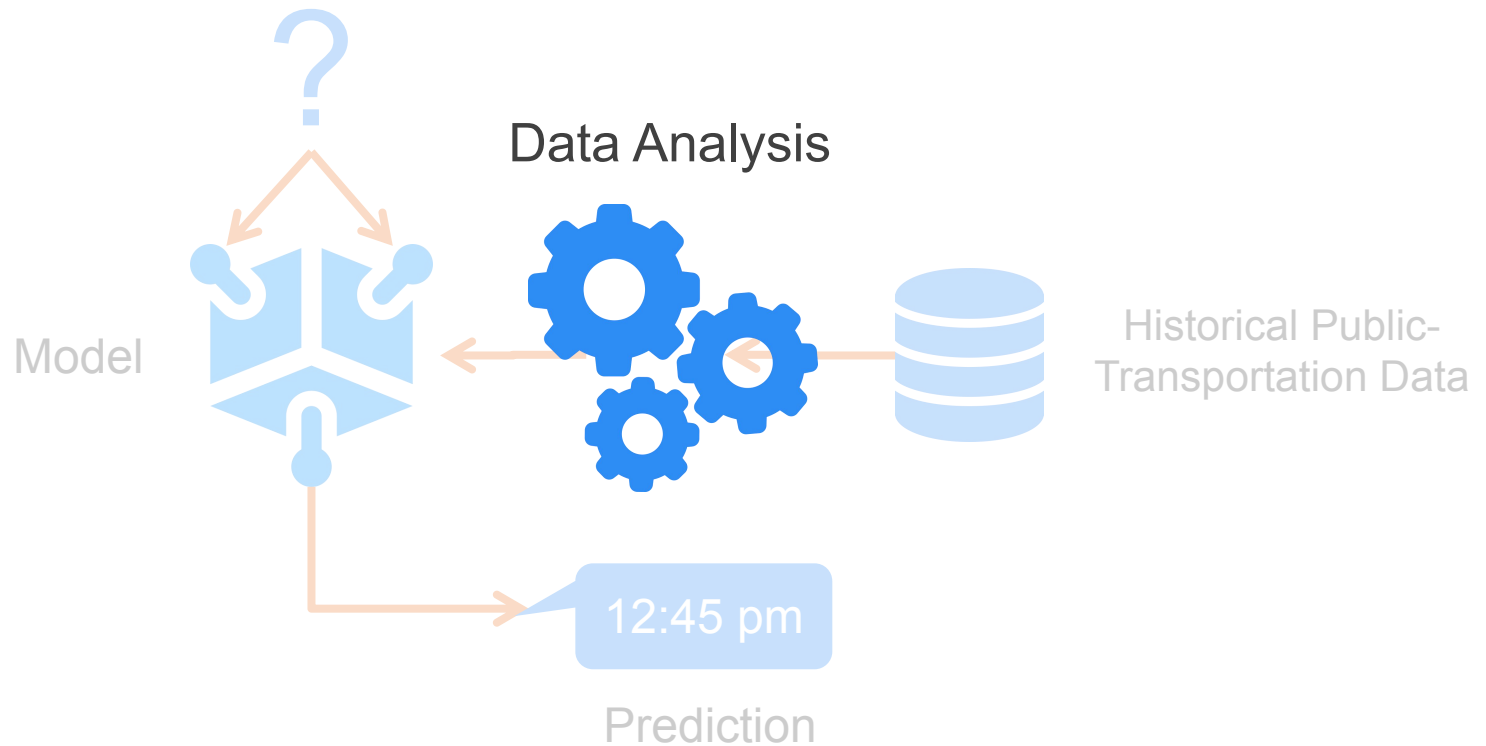 ?
Data Analysis
Model
Historical Public-
Transportation Data
12:45 pm
Prediction